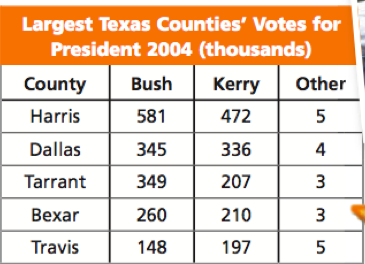 Largest Texas Counties' Votes for
President 2004 (thousands)
County Bush Kerry Other
Harris 581 472 5
Dallas 345 336 4
Tarrant 349 207 3
Bexar 260 210 3
Travis 148 197 5